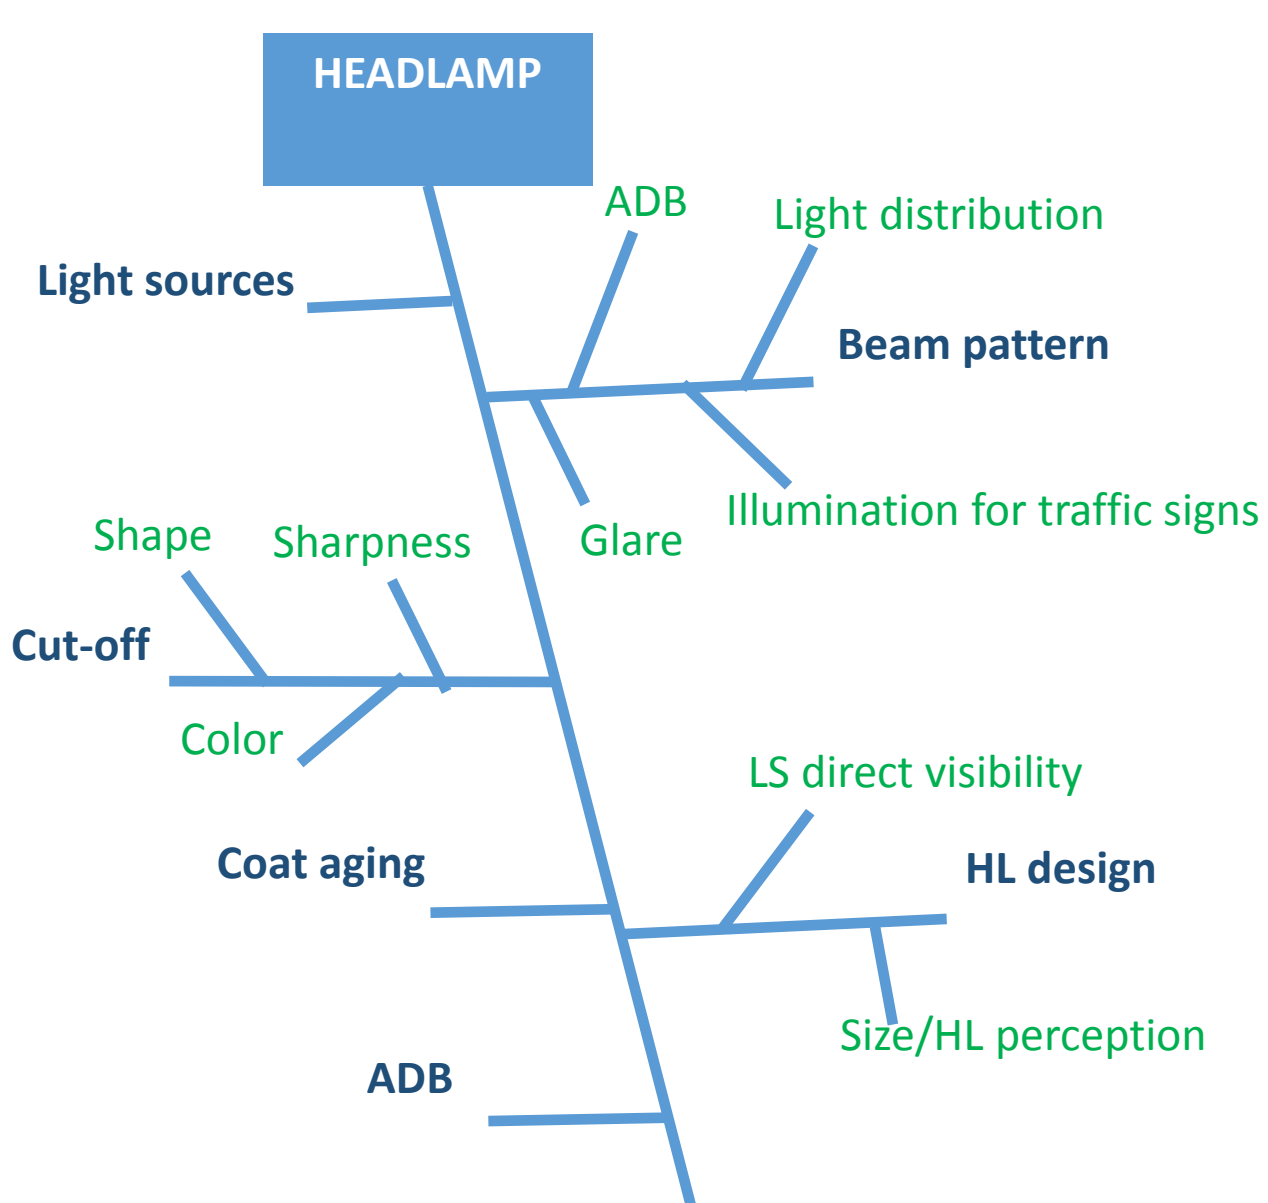 HEADLAMP
ADB
Light distribution
Light sources
Beam pattern
Illumination for traffic signs
Shape
Sharpness
Glare
Cut-off
Color
LS direct visibility
Coat aging
HL design
Size/HL perception
ADB